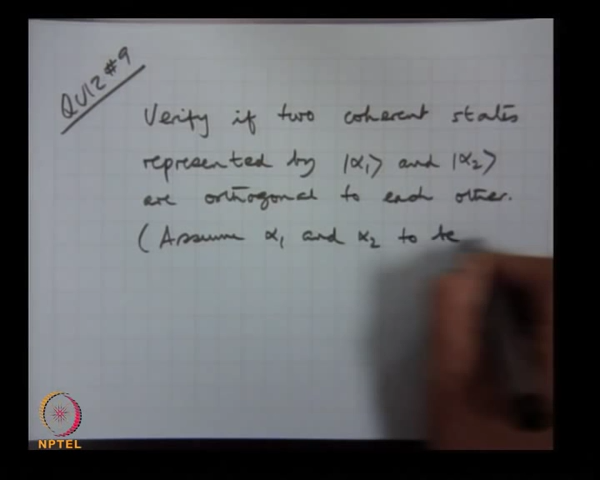 QUIZ #9
Verify if two coherent states
represented by |α₁⟩ and |α₂⟩
are orthogonal to each other.
(Assume α₁ and α₂ to be
NPTEL